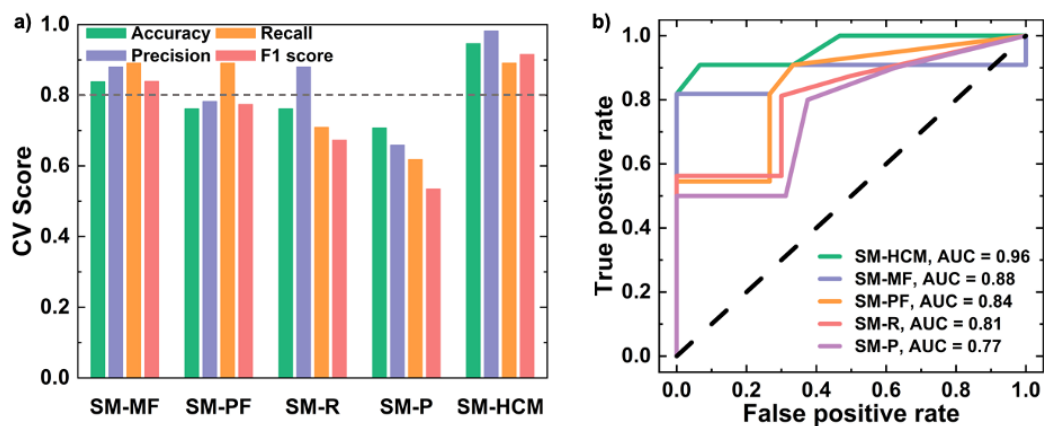 a)
Accuracy
Recall
Precision
F1 score
CV Score
1.0
0.8
0.6
0.4
0.2
0.0
SM-MF
SM-PF
SM-R
SM-P
SM-HCM
b)
True postive rate
1.0
0.8
0.6
0.4
0.2
0.0
SM-HCM, AUC = 0.96
SM-MF, AUC = 0.88
SM-PF, AUC = 0.84
SM-R, AUC = 0.81
SM-P, AUC = 0.77
0.0 0.2 0.4 0.6 0.8 1.0
False positive rate